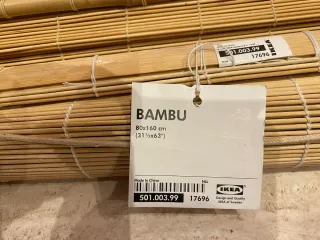 IKEA
501.003.99
17696
BAMBU
80x160 cm
(31½x63")
Made in China
501.003.99 17696
IKEA
Design and Quality
IKEA of Sweden